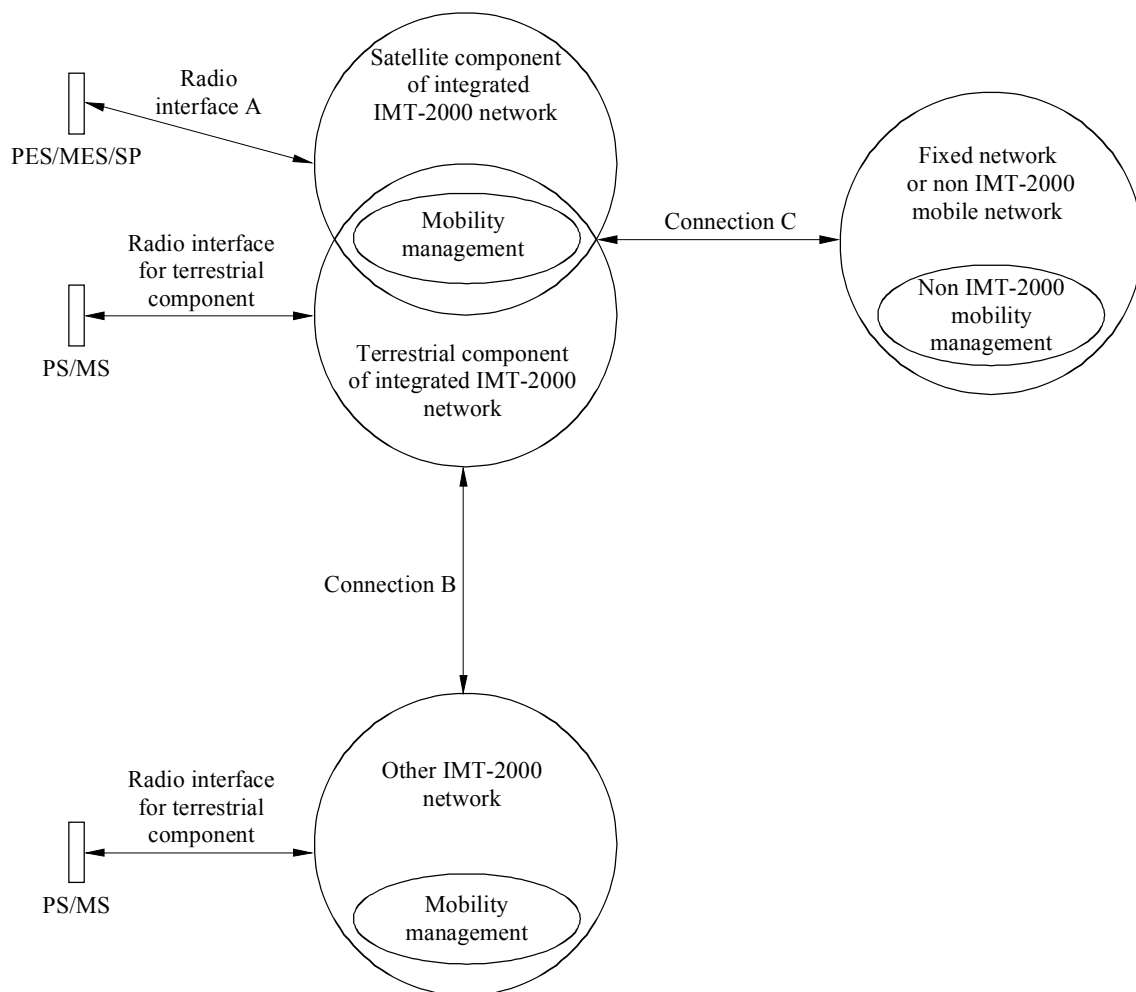 Satellite component
of integrated
IMT-2000 network
Radio
interface A
PES/MES/SP
Fixed network
or non IMT-2000
mobile network
Mobility
management
Connection C
Radio interface
for terrestrial
component
PS/MS
Non IMT-2000
mobility
management
Terrestrial component
of integrated IMT-2000
network
Connection B
Other IMT-2000
network
Radio interface
for terrestrial
component
PS/MS
Mobility
management